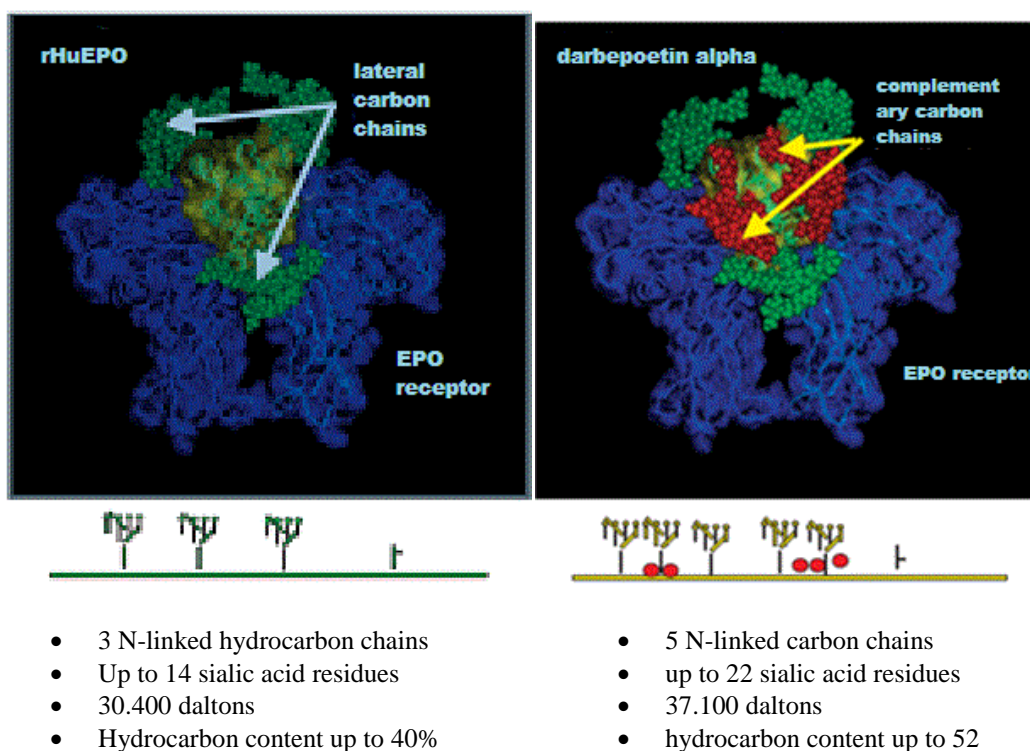 rHuEPO
lateral
carbon
chains
EPO
receptor
darbepoetin alpha
complement
ary carbon
chains
EPO receptor
• 3 N-linked hydrocarbon chains
• Up to 14 sialic acid residues
• 30.400 daltons
• Hydrocarbon content up to 40%
• 5 N-linked carbon chains
• up to 22 sialic acid residues
• 37.100 daltons
• hydrocarbon content up to 52